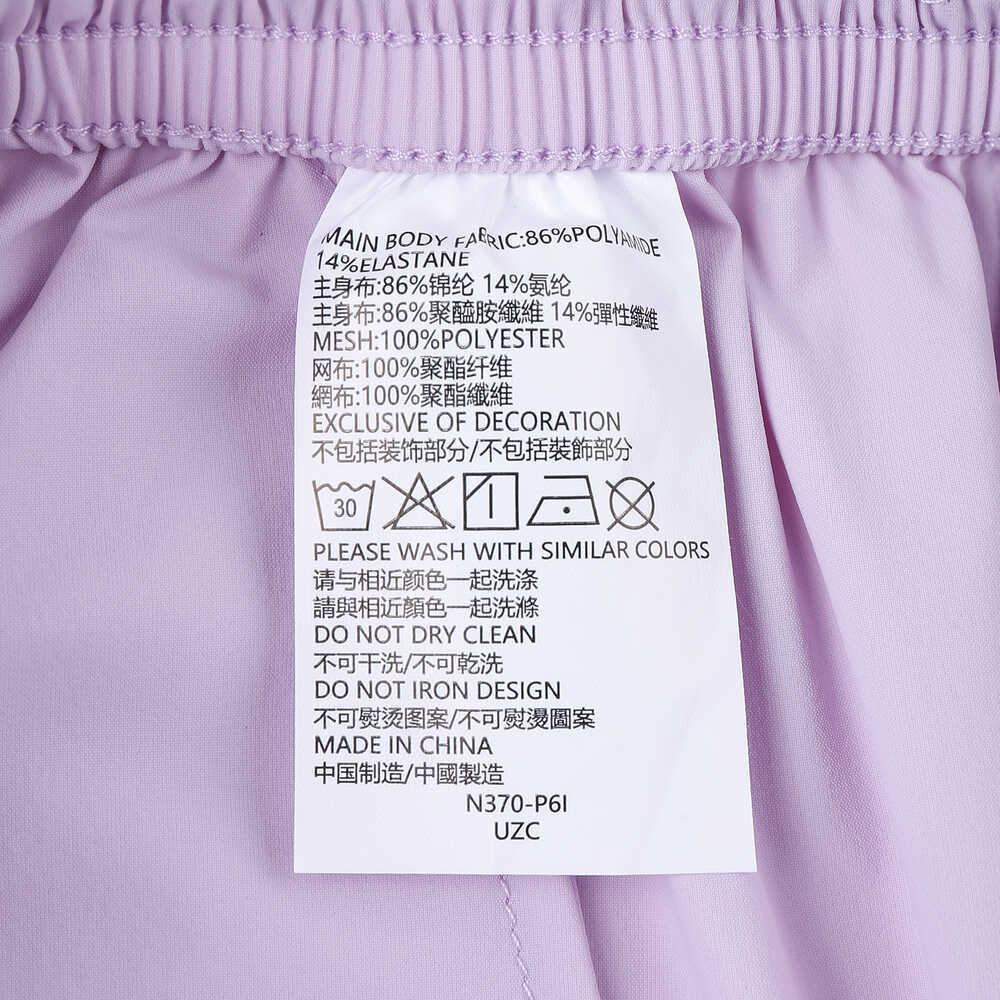 MAIN BODY FABRIC:86%POLYAMIDE
14%ELASTANE
主身布:86%锦纶 14%氨纶
主身布:86%聚醯胺纖維 14%彈性纖維
MESH:100%POLYESTER
网布:100%聚酯纤维
網布:100%聚酯纖維
EXCLUSIVE OF DECORATION
不包括装饰部分/不包括裝飾部分
30
PLEASE WASH WITH SIMILAR COLORS
请与相近颜色一起洗涤
請與相近顏色一起洗滌
DO NOT DRY CLEAN
不可干洗/不可乾洗
DO NOT IRON DESIGN
不可熨烫图案/不可熨燙圖案
MADE IN CHINA
中国制造/中國製造
N370-P6I
UZC